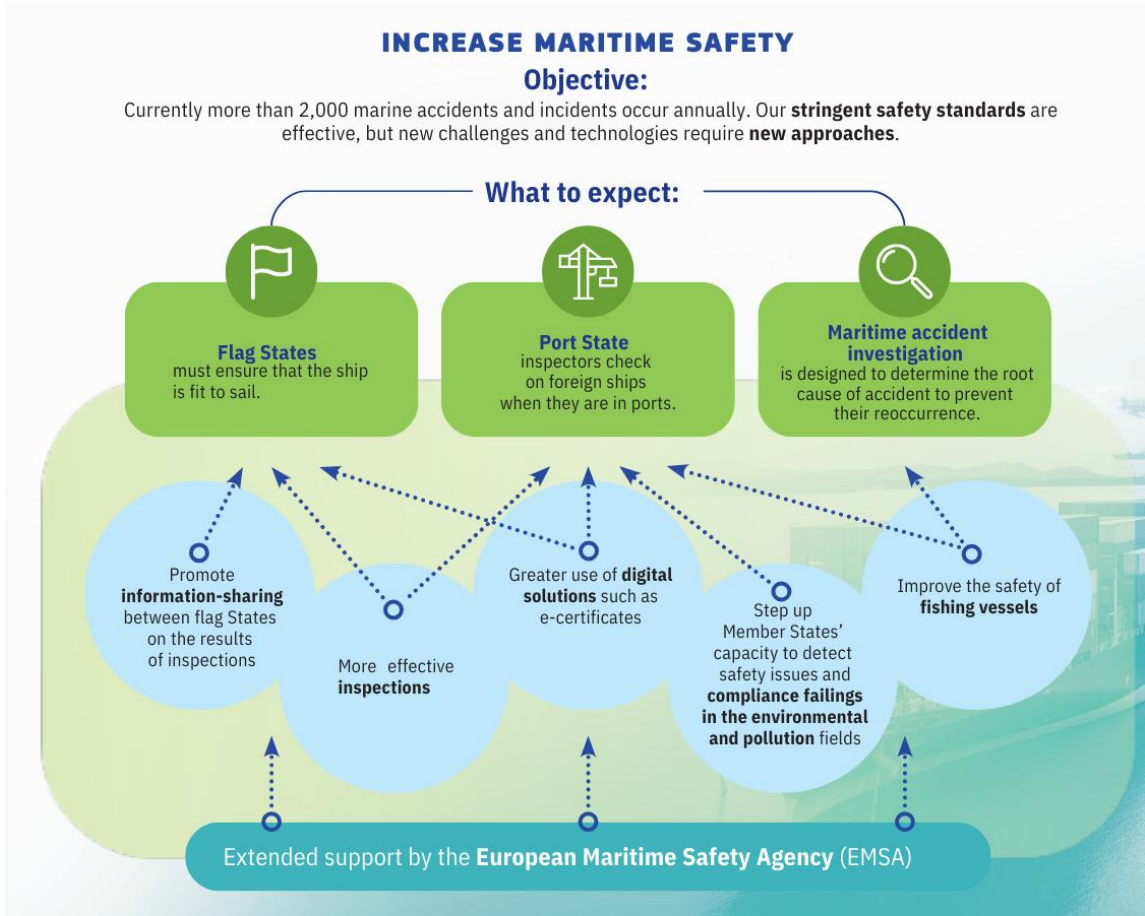 INCREASE MARITIME SAFETY
Objective:
Currently more than 2,000 marine accidents and incidents occur annually. Our stringent safety standards are
effective, but new challenges and technologies require new approaches.
What to expect:
Flag States
must ensure that the ship
is fit to sail.
Port State
inspectors check
on foreign ships
when they are in ports.
Maritime accident
investigation
is designed to determine the root
cause of accident to prevent
their reoccurrence.
Promote
information-sharing
between flag States
on the results
of inspections
More effective
inspections
Greater use of digital
solutions such as
e-certificates
Step up
Member States’
capacity to detect
safety issues and
compliance failings
in the environmental
and pollution fields
Improve the safety of
fishing vessels
Extended support by the European Maritime Safety Agency (EMSA)